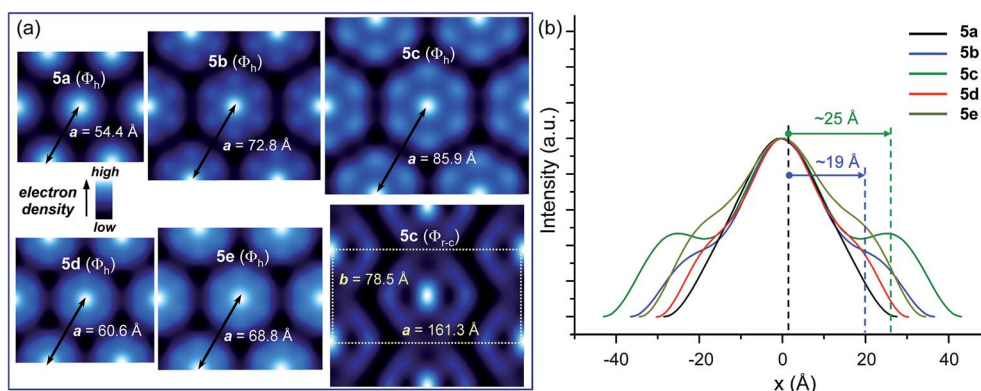 (a)
5a (Φh)
a = 54.4 Å
5b (Φh)
a = 72.8 Å
5c (Φh)
a = 85.9 Å
high
electron
density
low
5d (Φh)
a = 60.6 Å
5e (Φh)
a = 68.8 Å
5c (Φr-c)
b = 78.5 Å
a = 161.3 Å
(b)
5a
5b
5c
5d
5e
~25 Å
~19 Å
Intensity (a.u.)
-40
-20
0
20
40
x (Å)